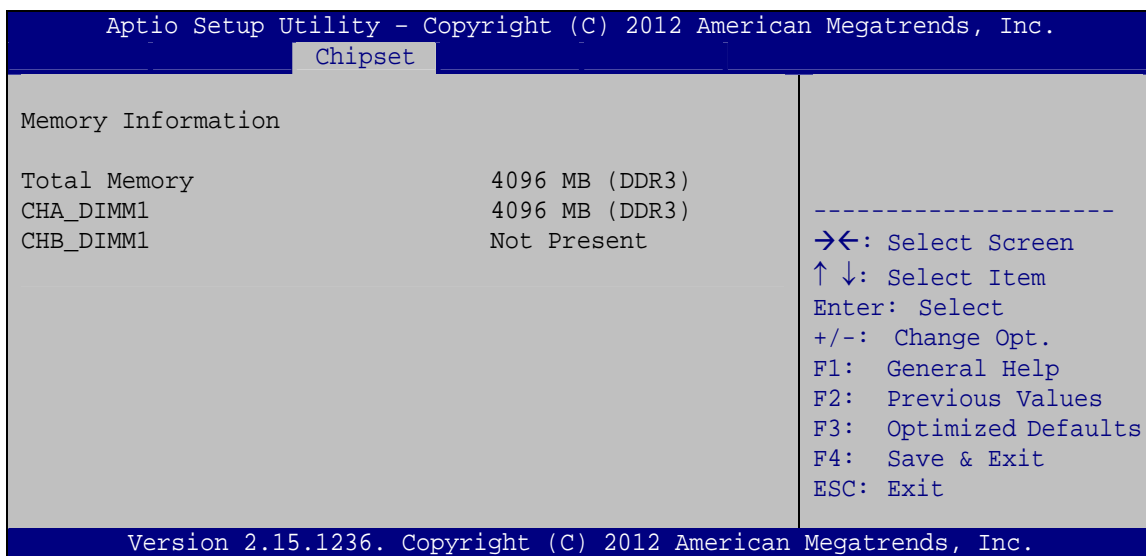 Aptio Setup Utility – Copyright (C) 2012 American Megatrends, Inc.
Chipset
Memory Information
Total Memory 4096 MB (DDR3)
CHA_DIMM1 4096 MB (DDR3)
CHB_DIMM1 Not Present
---------------------
→←: Select Screen
↑ ↓: Select Item
Enter: Select
+/-: Change Opt.
F1: General Help
F2: Previous Values
F3: Optimized Defaults
F4: Save & Exit
ESC: Exit
Version 2.15.1236. Copyright (C) 2012 American Megatrends, Inc.